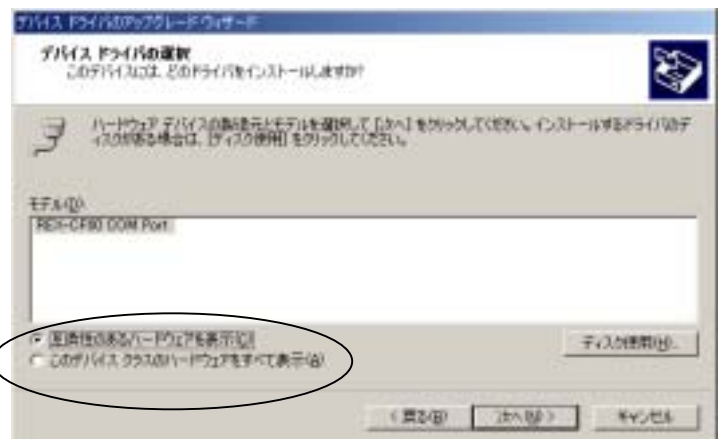 デバイス ドライバのアップグレード ウィザード
デバイス ドライバの選択
このデバイスには、どのドライバをインストールしますか?
ハードウェア デバイスの製造元とモデルを選択して [次へ] をクリックしてください。インストールするドライバのデ
ィスクがある場合は、[ディスク使用] をクリックしてください。
モデル(D):
COM Port
互換性のあるハードウェアを表示(C)
このデバイス クラスのハードウェアをすべて表示(A)
ディスク使用(H)...
< 戻る(B)
次へ(N) >
キャンセル